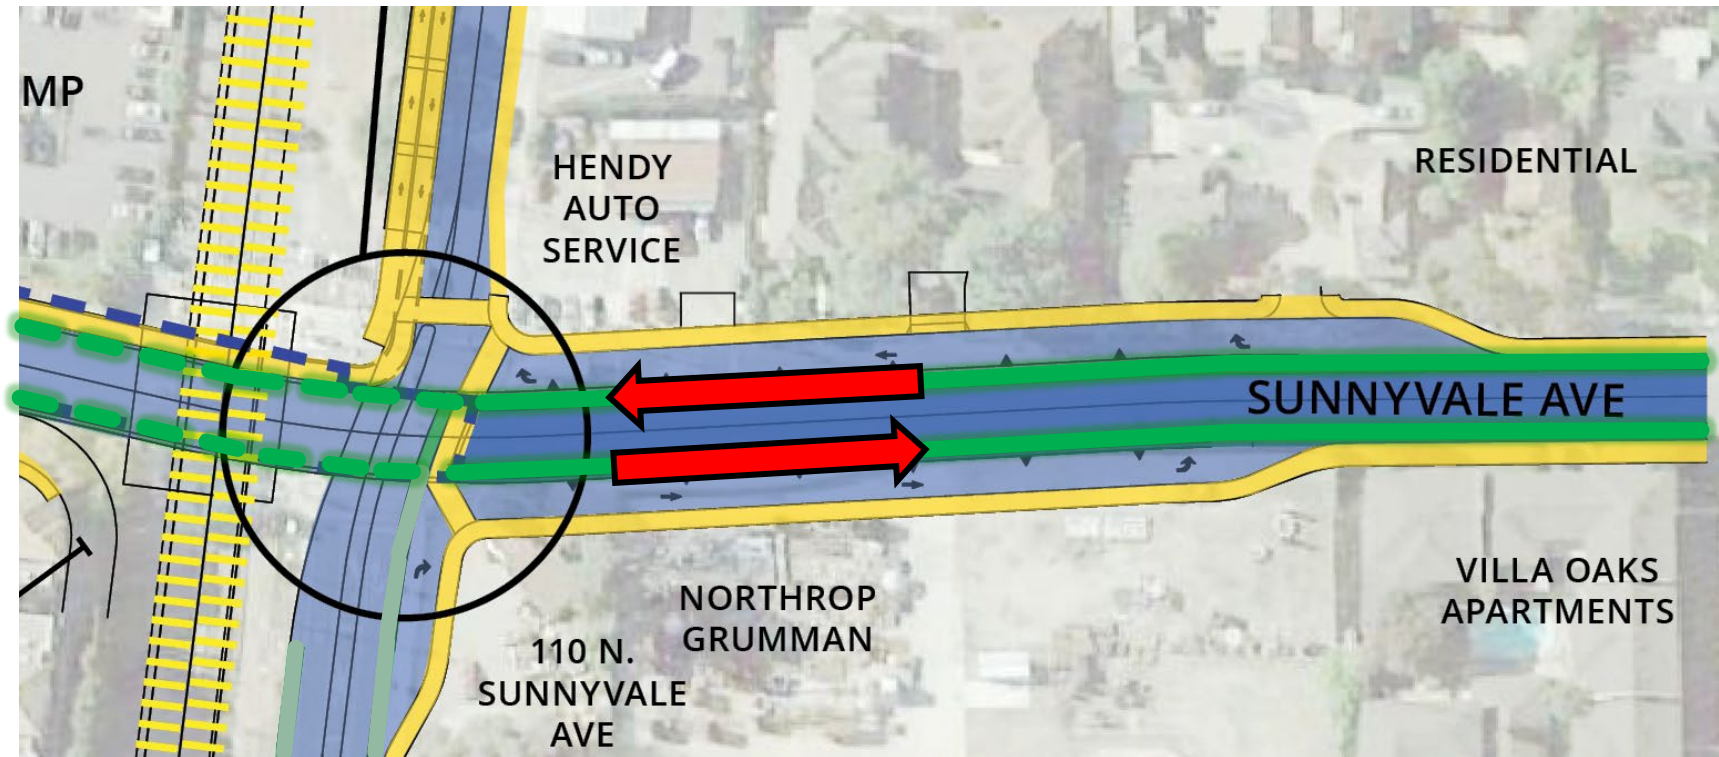 MP
HENDY
AUTO
SERVICE
RESIDENTIAL
SUNNYVALE AVE
VILLA OAKS
APARTMENTS
NORTHROP
GRUMMAN
110 N.
SUNNYVALE
AVE